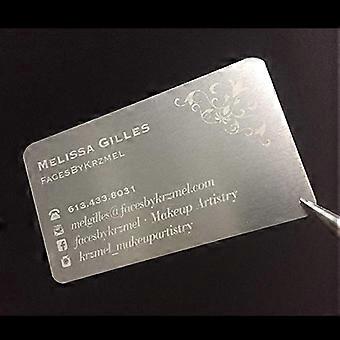 MELISSA GILLES
FACESBYKRZMEL
613.433.8031
melgilles@facesbykrzmel.com
facesbykrzmel · Makeup Artistry
krzmel_makeupartistry